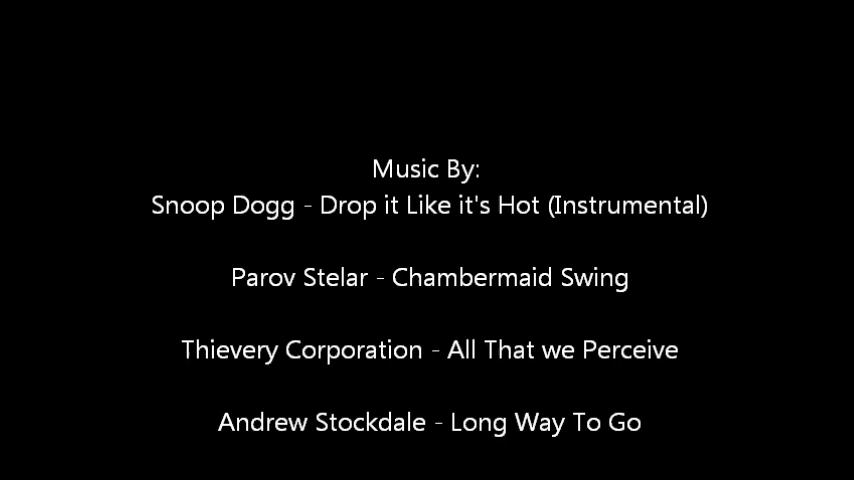 Music By:
Snoop Dogg - Drop it Like it's Hot (Instrumental)
Parov Stelar - Chambermaid Swing
Thievery Corporation - All That we Perceive
Andrew Stockdale - Long Way To Go